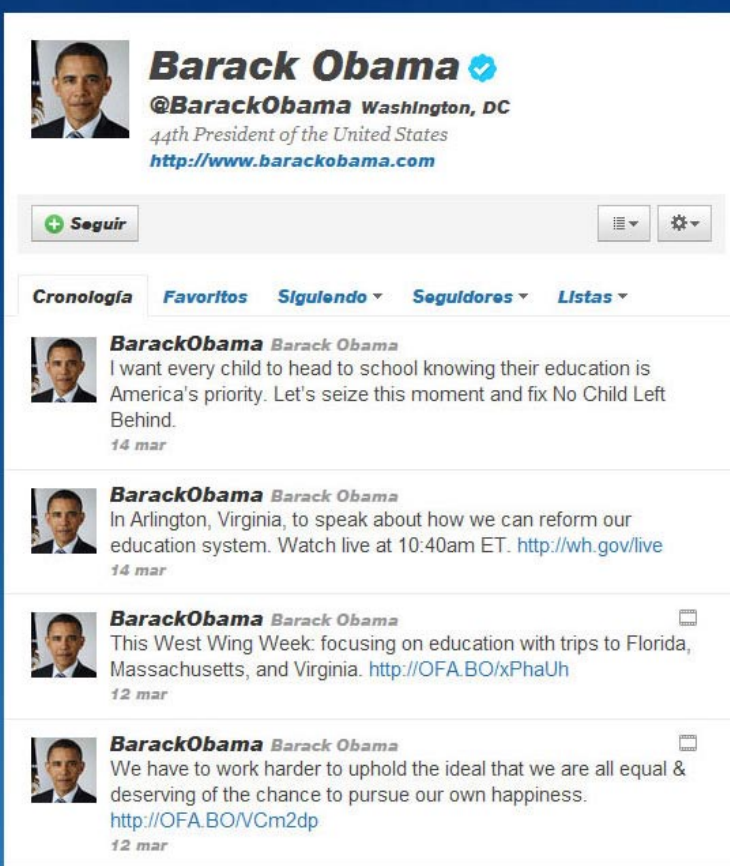 Barack Obama
@BarackObama Washington, DC
44th President of the United States
http://www.barackobama.com
Seguir
Cronología Favoritos Siguiendo Seguidores Listas
BarackObama Barack Obama
I want every child to head to school knowing their education is
America's priority. Let's seize this moment and fix No Child Left
Behind.
14 mar
BarackObama Barack Obama
In Arlington, Virginia, to speak about how we can reform our
education system. Watch live at 10:40am ET. http://wh.gov/live
14 mar
BarackObama Barack Obama
This West Wing Week: focusing on education with trips to Florida,
Massachusetts, and Virginia. http://OFA.BO/xPhaUh
12 mar
BarackObama Barack Obama
We have to work harder to uphold the ideal that we are all equal &
deserving of the chance to pursue our own happiness.
http://OFA.BO/VCm2dp
12 mar